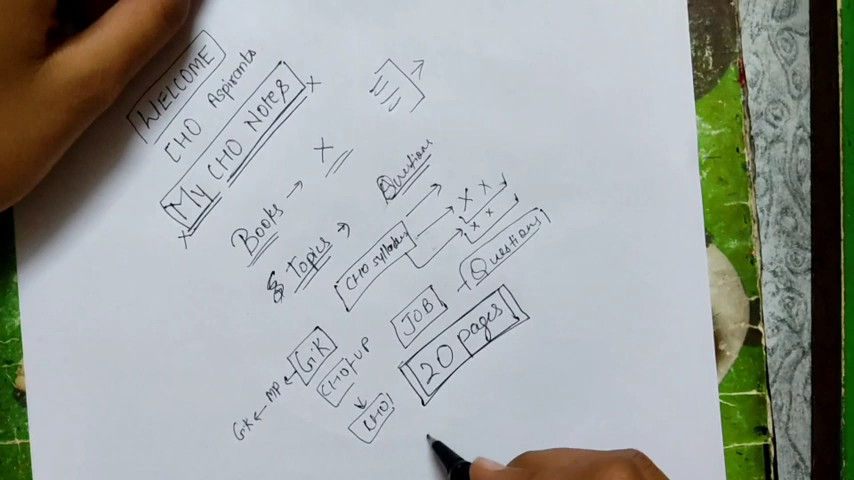 WELCOME
CHO Aspirants
My CHO Notes
Books → x
Topics → Questions
CHO syllabus
Questions
JOB
20 pages
GK ← MP ← GK
CHO-UP
CHO